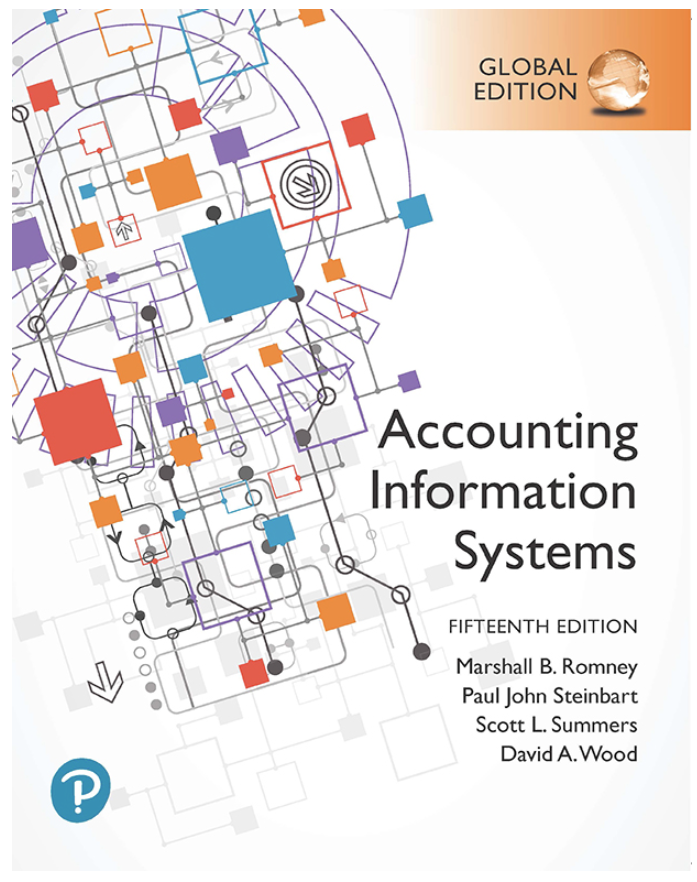 GLOBAL
EDITION
Accounting
Information
Systems
FIFTEENTH EDITION
Marshall B. Romney
Paul John Steinbart
Scott L. Summers
David A. Wood
P